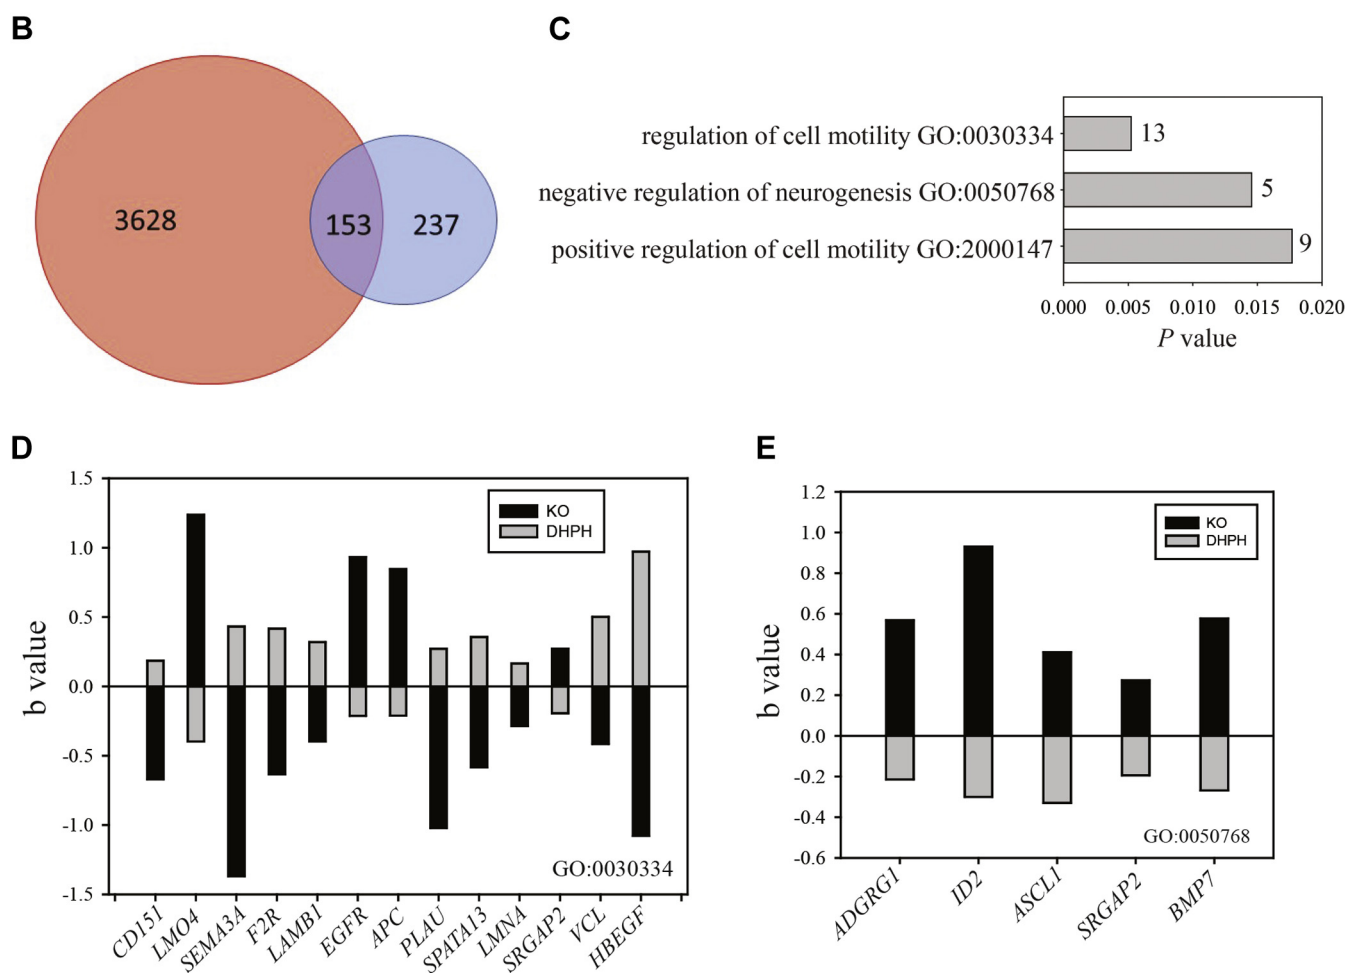 B
3628
153
237
C
regulation of cell motility GO:0030334
13
negative regulation of neurogenesis GO:0050768
5
positive regulation of cell motility GO:2000147
9
0.000 0.005 0.010 0.015 0.020
P value
D
1.5
1.0
0.5
0.0
-0.5
-1.0
-1.5
b value
KO
DHPH
GO:0030334
CD151 LMO4 SEMA3A F2R LAMB1 EGFR APC PLAU SPATA13 LMNA SRGAP2 VCL HBEGF
E
1.2
1.0
0.8
0.6
0.4
0.2
0.0
-0.2
-0.4
-0.6
b value
KO
DHPH
GO:0050768
ADGRG1 ID2 ASCL1 SRGAP2 BMP7